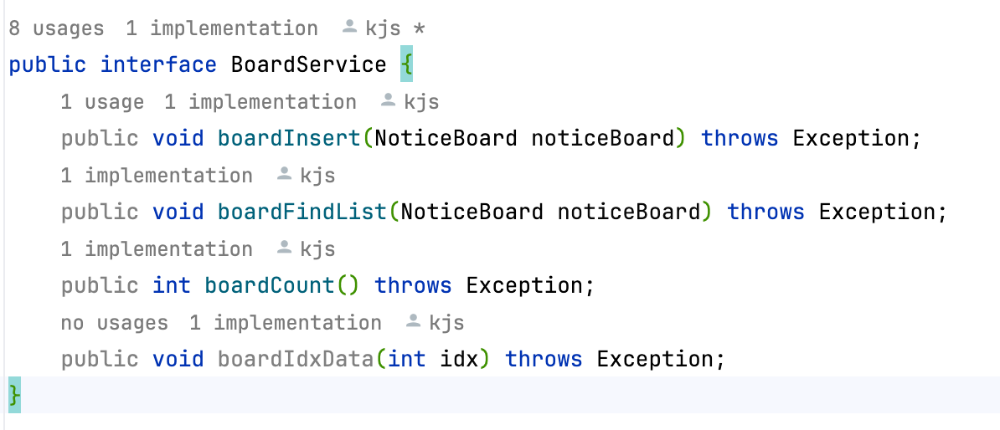 8 usages 1 implementation kjs *
public interface BoardService {
1 usage 1 implementation kjs
public void boardInsert(NoticeBoard noticeBoard) throws Exception;
1 implementation kjs
public void boardFindList(NoticeBoard noticeBoard) throws Exception;
1 implementation kjs
public int boardCount() throws Exception;
no usages 1 implementation kjs
public void boardIdxData(int idx) throws Exception;
}